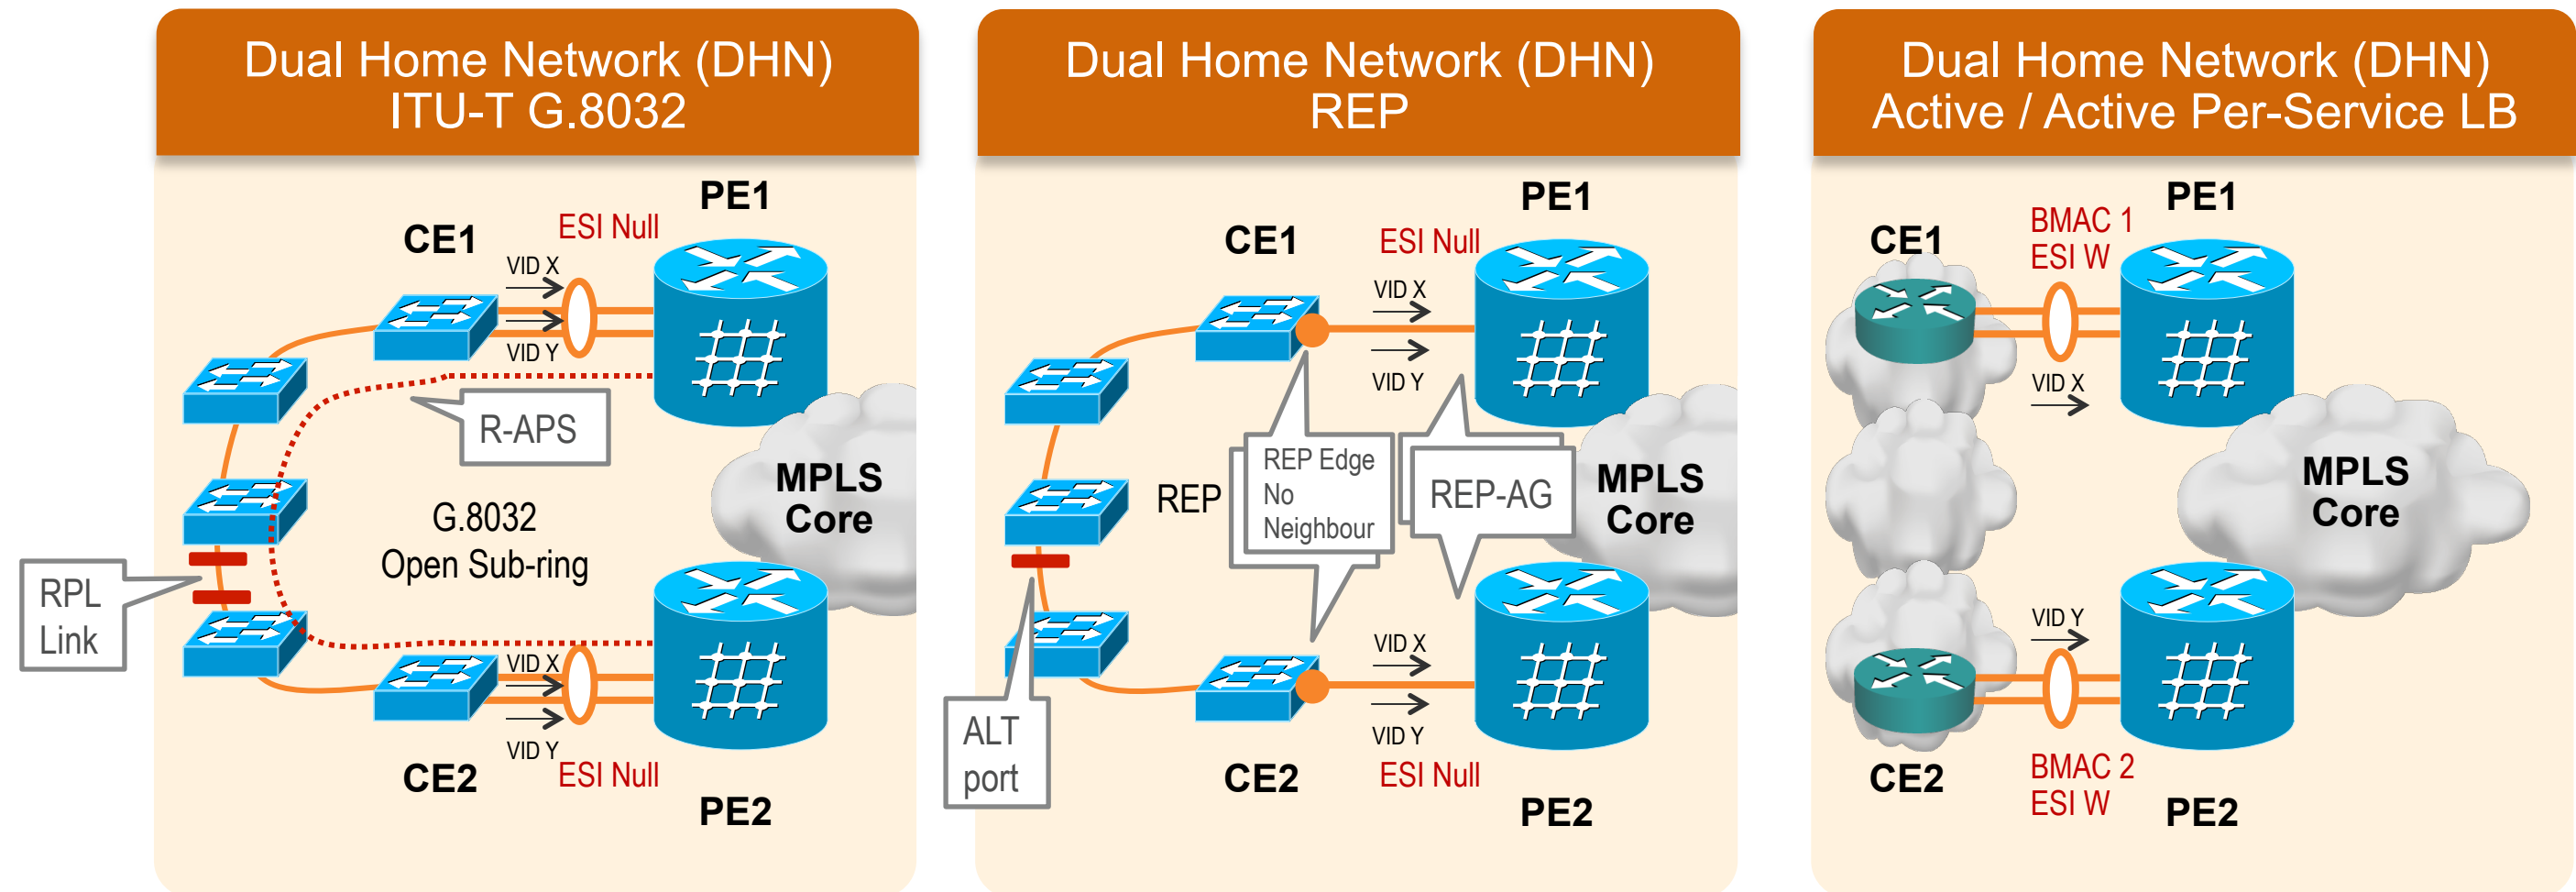 Dual Home Network (DHN)
ITU-T G.8032
PE1
ESI Null
CE1
VID X
VID Y
R-APS
MPLS
Core
G.8032
Open Sub-ring
RPL
Link
VID X
VID Y
CE2
ESI Null
PE2
Dual Home Network (DHN)
REP
PE1
CE1
ESI Null
VID X
VID Y
REP
REP Edge
No
Neighbour
REP-AG
MPLS
Core
VID X
VID Y
ALT
port
CE2
ESI Null
PE2
Dual Home Network (DHN)
Active / Active Per-Service LB
PE1
BMAC 1
ESI W
CE1
VID X
MPLS
Core
VID Y
CE2
BMAC 2
ESI W
PE2